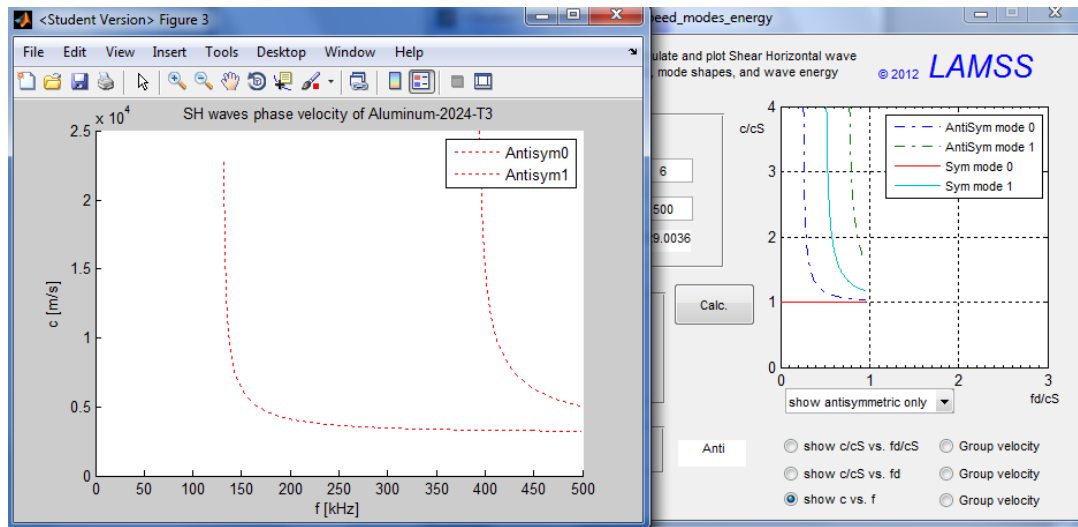 <Student Version> Figure 3
File Edit View Insert Tools Desktop Window Help
SH waves phase velocity of Aluminum-2024-T3
x 10^4
2.5
2
1.5
1
0.5
0
c [m/s]
Antisym0
Antisym1
0 50 100 150 200 250 300 350 400 450 500
f [kHz]
eed_modes_energy
ulate and plot Shear Horizontal wave
, mode shapes, and wave energy
© 2012 LAMSS
6
500
9.0036
Calc.
Anti
c/cS
4
3
2
1
0
AntiSym mode 0
AntiSym mode 1
Sym mode 0
Sym mode 1
0 1 2 3
fd/cS
show antisymmetric only
show c/cS vs. fd/cS Group velocity
show c/cS vs. fd Group velocity
show c vs. f Group velocity